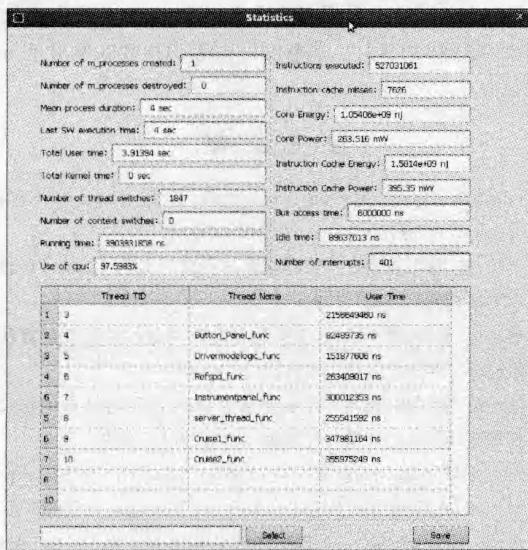 Statistics
Number of m_processes created: 1
Number of m_processes destroyed: 0
Mean process duration: 4 sec
Last SW execution time: 4 sec
Total User time: 3.91394 sec
Total Kernel time: 0 sec
Number of thread switches: 1847
Number of context switches: 0
Running time: 3903931858 ns
Use of cpu: 97.5983%
Instructions executed: 527031061
Instruction cache misses: 7626
Core Energy: 1.05406e+09 nj
Core Power: 263.516 mW
Instruction Cache Energy: 1.5814e+09 nj
Instruction Cache Power: 395.35 mW
Bus access time: 6000000 ns
Idle time: 89637613 ns
Number of interrupts: 401
Thread TID Thread Name User Time
1 3 2156649460 ns
2 4 Button_Panel_func 82489735 ns
3 5 Drivermodelogic_func 151877606 ns
4 6 Refspd_func 263409017 ns
6 7 Instrumentpanel_func 300012353 ns
5 8 server_thread_func 255541592 ns
6 9 Cruise1_func 347981164 ns
7 10 Cruise2_func 355975249 ns
8
10
Select Save